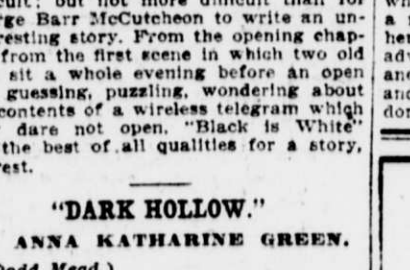 but not more difficult than for
rge Barr McCutcheon to write an un-
resting story. From the opening chap-
from the first scene in which two old
sit a whole evening before an open
guessing, puzzling, wondering about
contents of a wireless telegram which
dare not open. "Black is White"
the best of all qualities for a story,
rest.
"DARK HOLLOW."
ANNA KATHARINE GREEN.
Dodd Mead.)